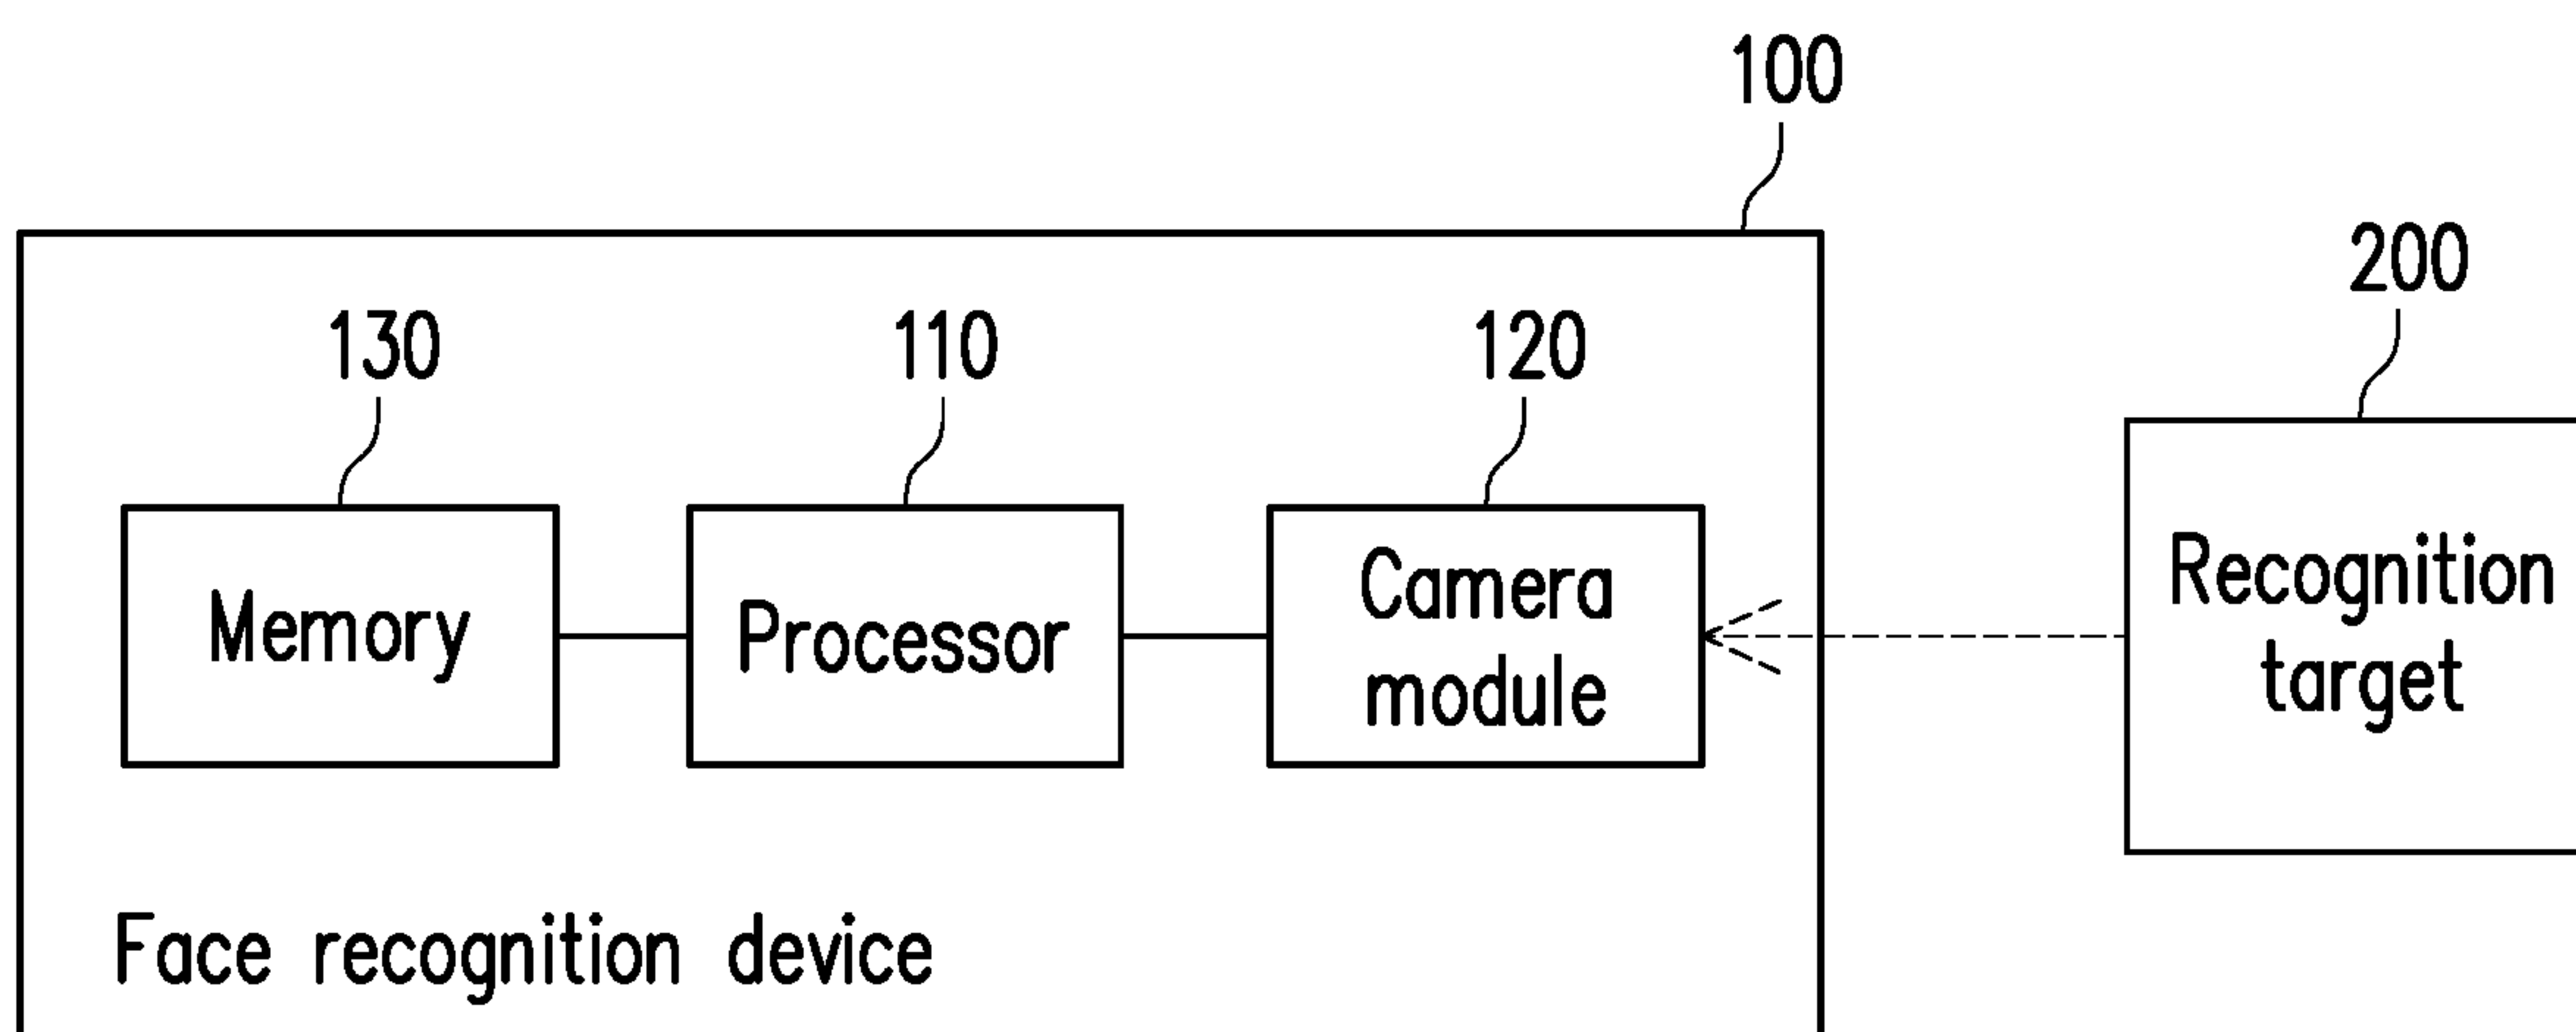 100
200
130
110
120
Memory
Processor
Camera
module
Recognition
target
Face recognition device